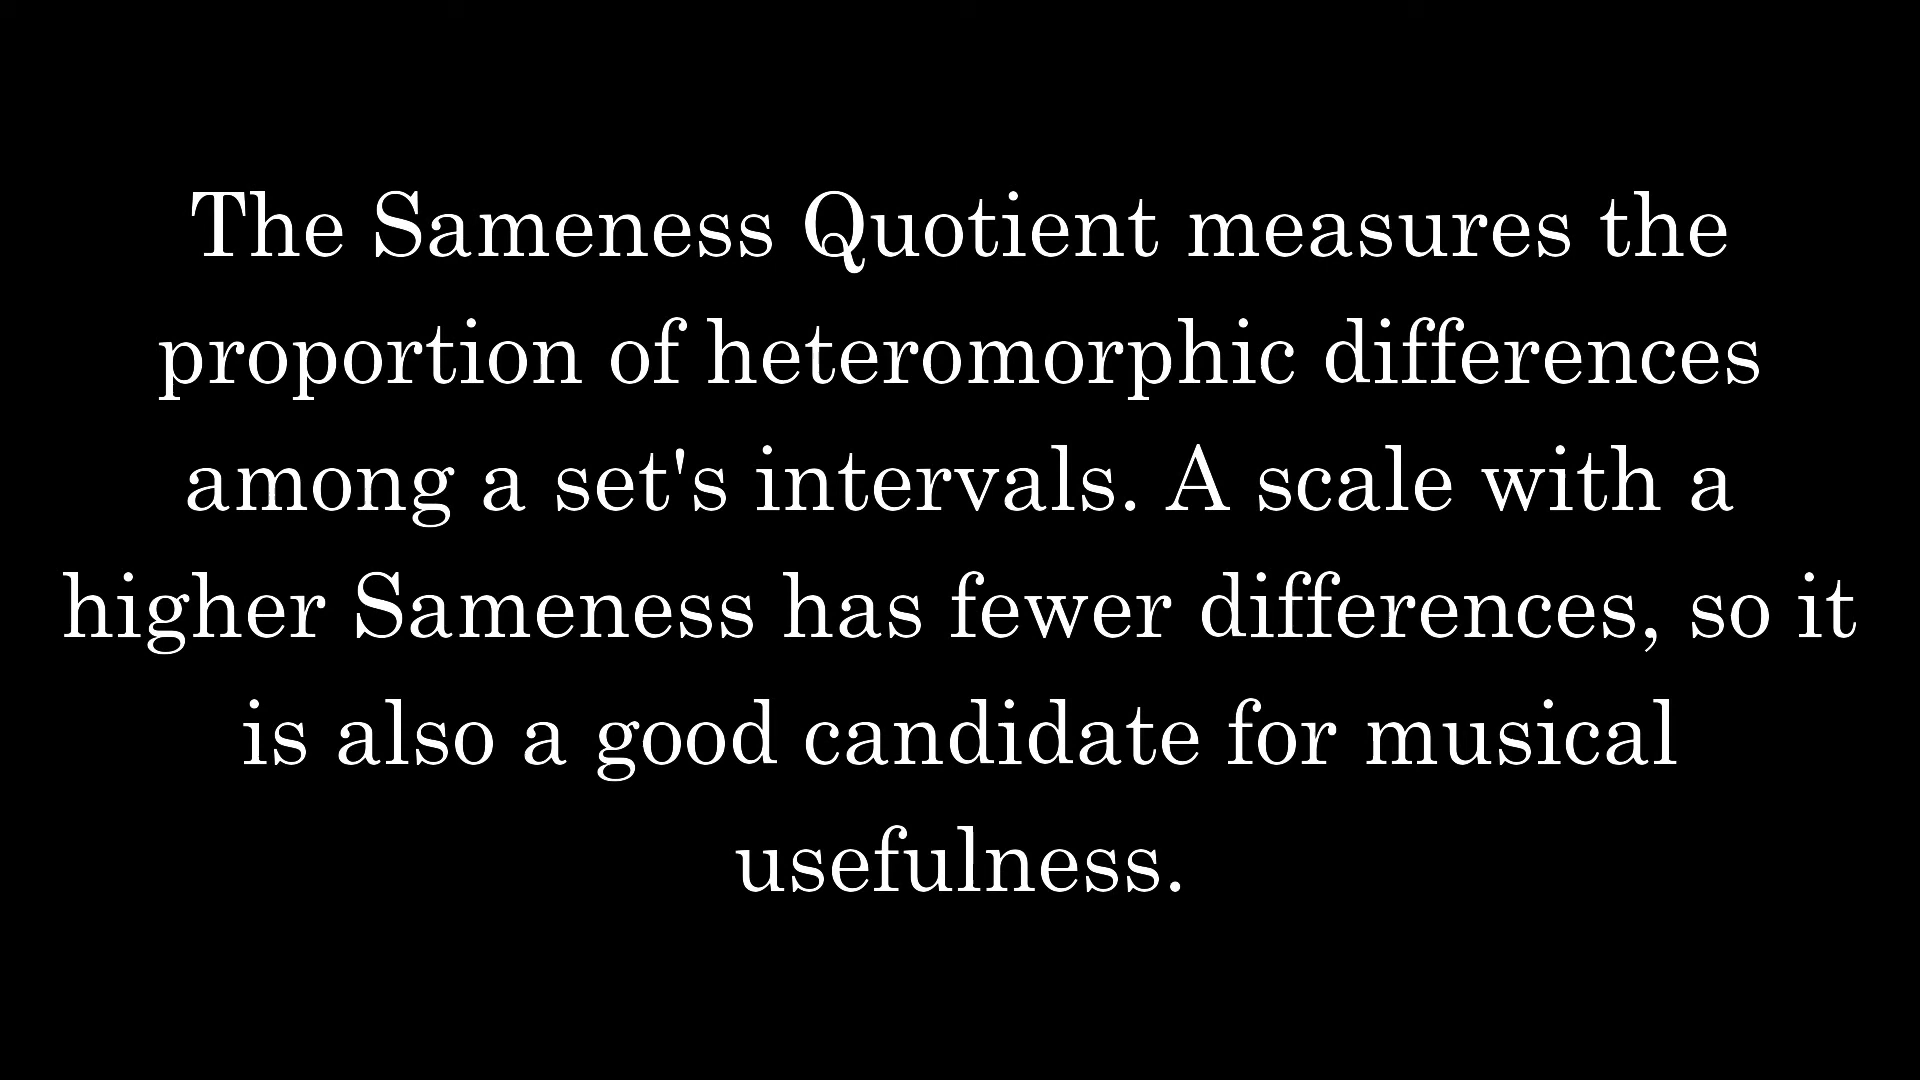 The Sameness Quotient measures the
proportion of heteromorphic differences
among a set's intervals. A scale with a
higher Sameness has fewer differences, so it
is also a good candidate for musical
usefulness.